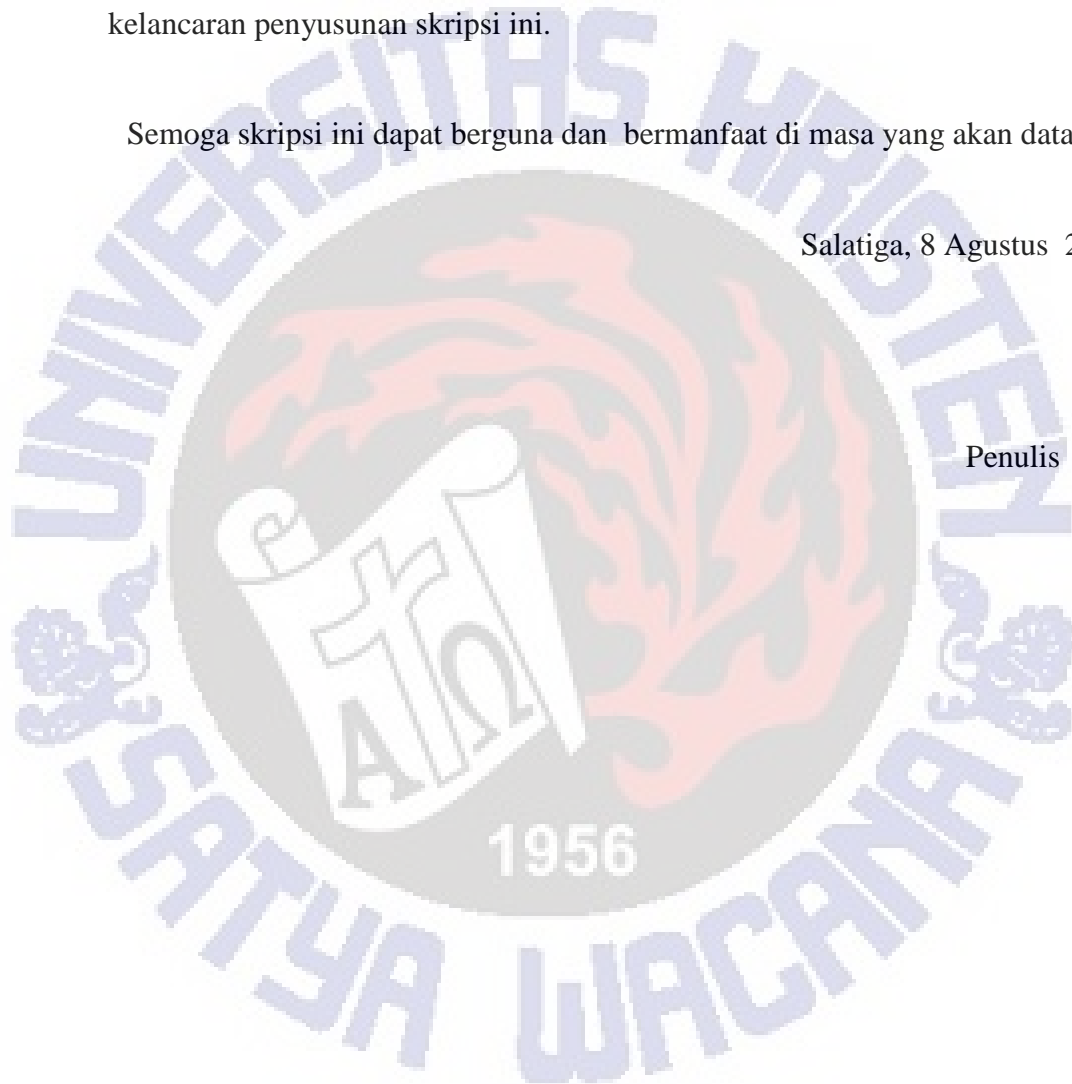 kelancaran penyusunan skripsi ini.
Semoga skripsi ini dapat berguna dan  bermanfaat di masa yang akan data
Salatiga, 8 Agustus  2
Penulis
UNIVERSITAS KRISTEN
SATYA WACANA
Α Ω
1956